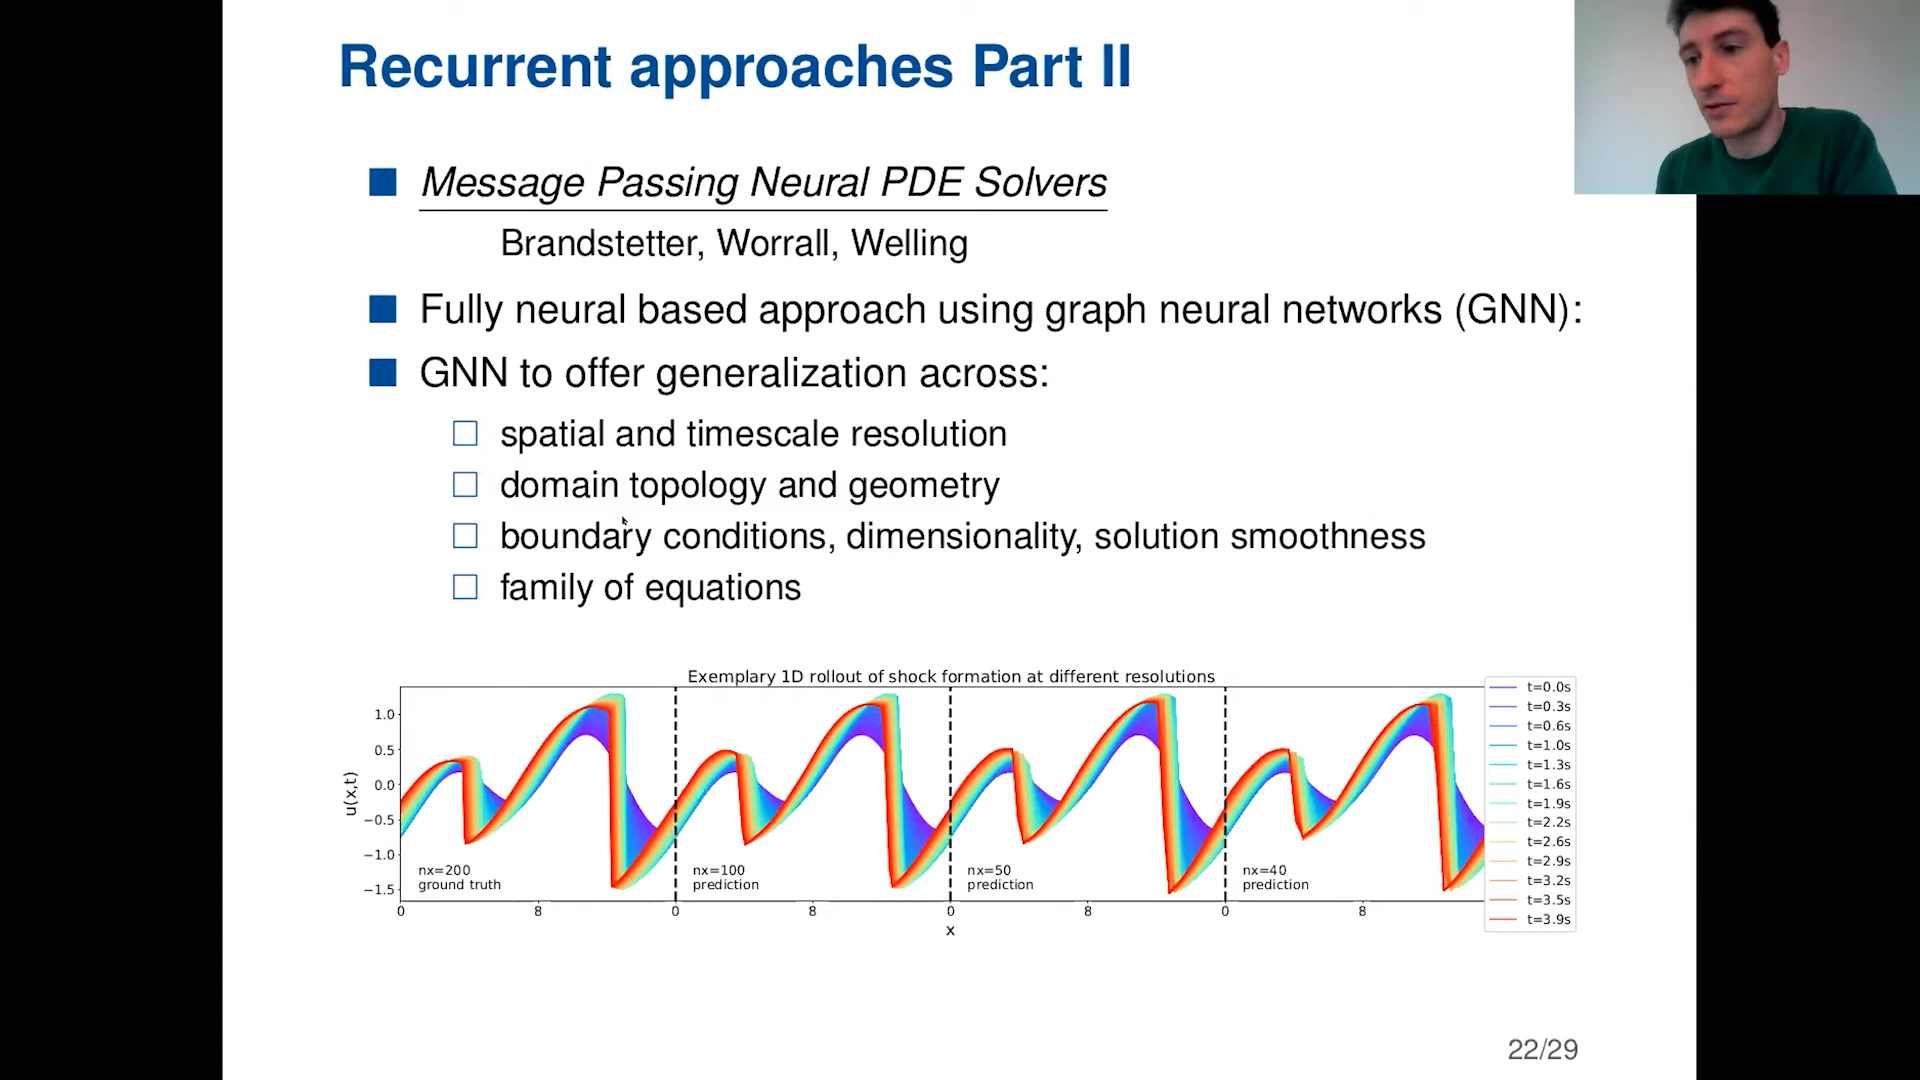 Recurrent approaches Part II
Message Passing Neural PDE Solvers
Brandstetter, Worrall, Welling
Fully neural based approach using graph neural networks (GNN):
GNN to offer generalization across:
spatial and timescale resolution
domain topology and geometry
boundary conditions, dimensionality, solution smoothness
family of equations
Exemplary 1D rollout of shock formation at different resolutions
u(x,t)
1.0
0.5
0.0
−0.5
−1.0
−1.5
nx=200
ground truth
nx=100
prediction
nx=50
prediction
nx=40
prediction
0 8 0 8 0 8 0 8
x
t=0.0s
t=0.3s
t=0.6s
t=1.0s
t=1.3s
t=1.6s
t=1.9s
t=2.2s
t=2.6s
t=2.9s
t=3.2s
t=3.5s
t=3.9s
22/29